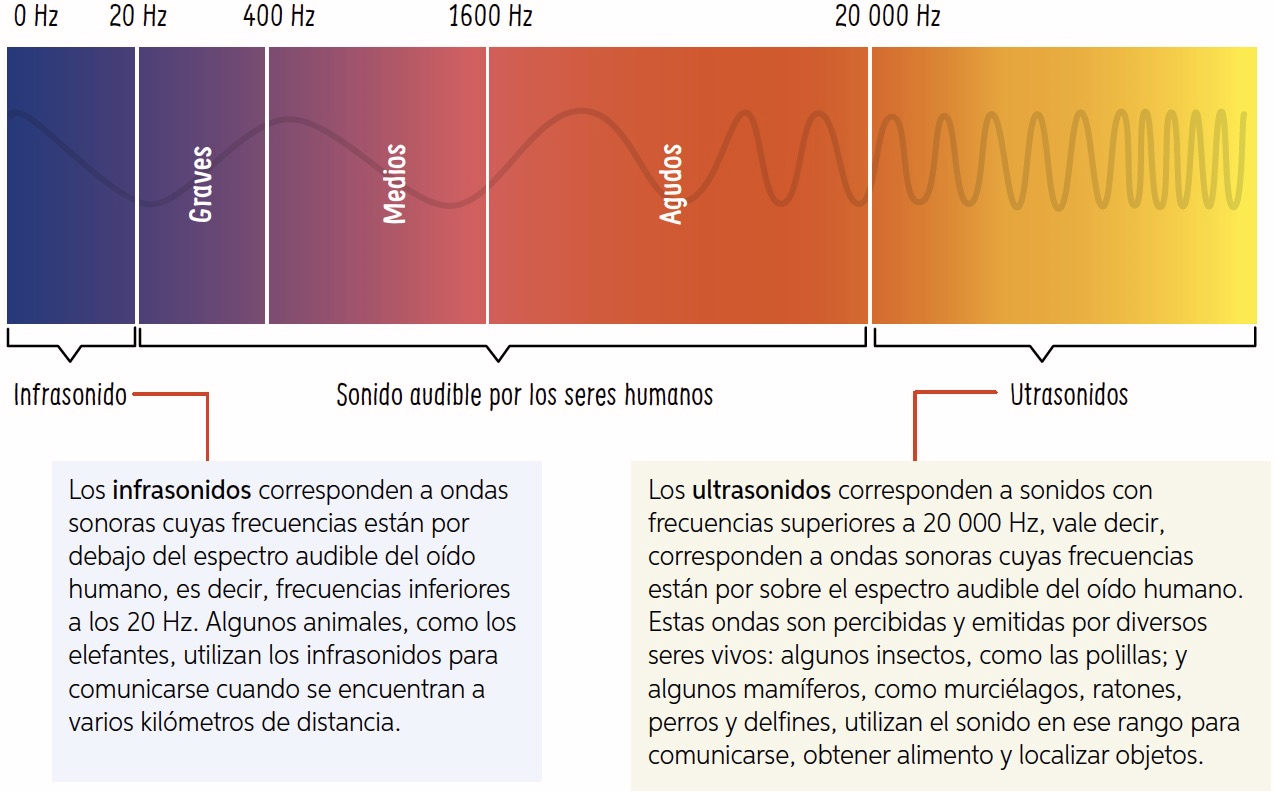 0 Hz 20 Hz 400 Hz 1600 Hz 20 000 Hz
Graves
Medios
Agudos
Infrasonido
Sonido audible por los seres humanos
Utrasonidos
Los infrasonidos corresponden a ondas
sonoras cuyas frecuencias están por
debajo del espectro audible del oído
humano, es decir, frecuencias inferiores
a los 20 Hz. Algunos animales, como los
elefantes, utilizan los infrasonidos para
comunicarse cuando se encuentran a
varios kilómetros de distancia.
Los ultrasonidos corresponden a sonidos con
frecuencias superiores a 20 000 Hz, vale decir,
corresponden a ondas sonoras cuyas frecuencias
están por sobre el espectro audible del oído humano.
Estas ondas son percibidas y emitidas por diversos
seres vivos: algunos insectos, como las polillas; y
algunos mamíferos, como murciélagos, ratones,
perros y delfines, utilizan el sonido en ese rango para
comunicarse, obtener alimento y localizar objetos.